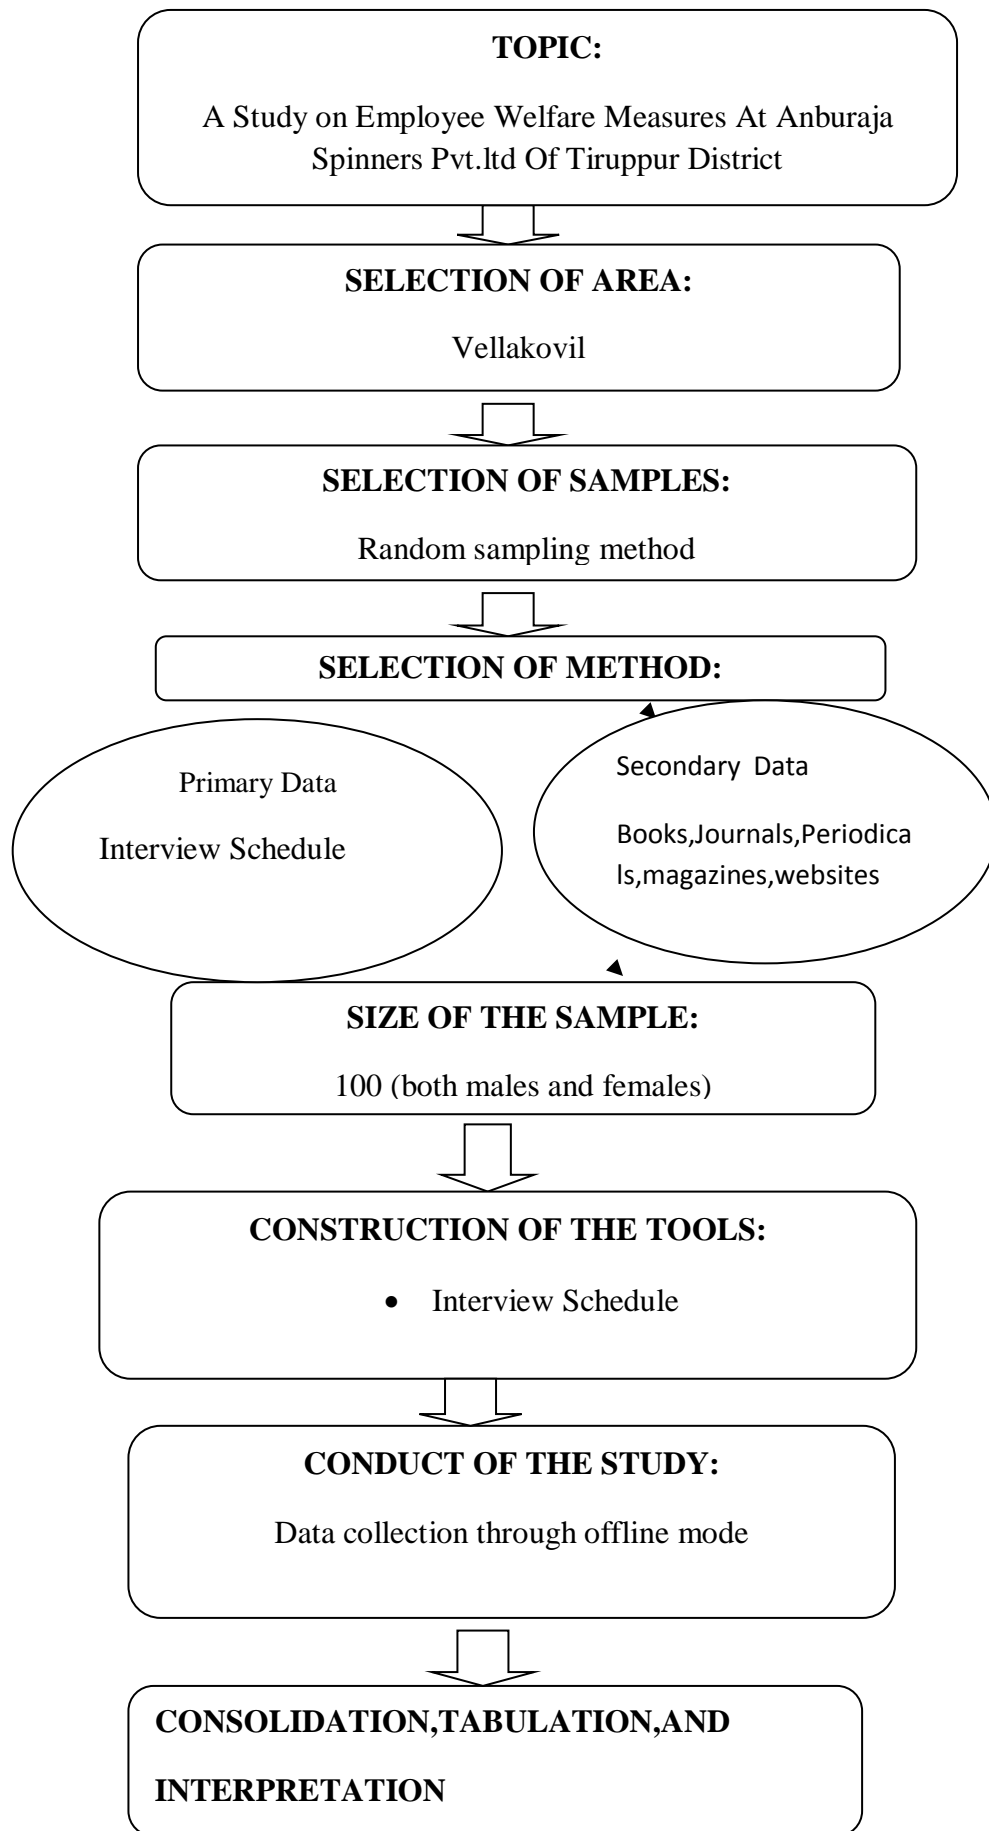 TOPIC:
A Study on Employee Welfare Measures At Anburaja
Spinners Pvt.ltd Of Tiruppur District
SELECTION OF AREA:
Vellakovil
SELECTION OF SAMPLES:
Random sampling method
SELECTION OF METHOD:
Primary Data
Interview Schedule
Secondary Data
Books,Journals,Periodica
ls,magazines,websites
SIZE OF THE SAMPLE:
100 (both males and females)
CONSTRUCTION OF THE TOOLS:
• Interview Schedule
CONDUCT OF THE STUDY:
Data collection through offline mode
CONSOLIDATION,TABULATION,AND
INTERPRETATION